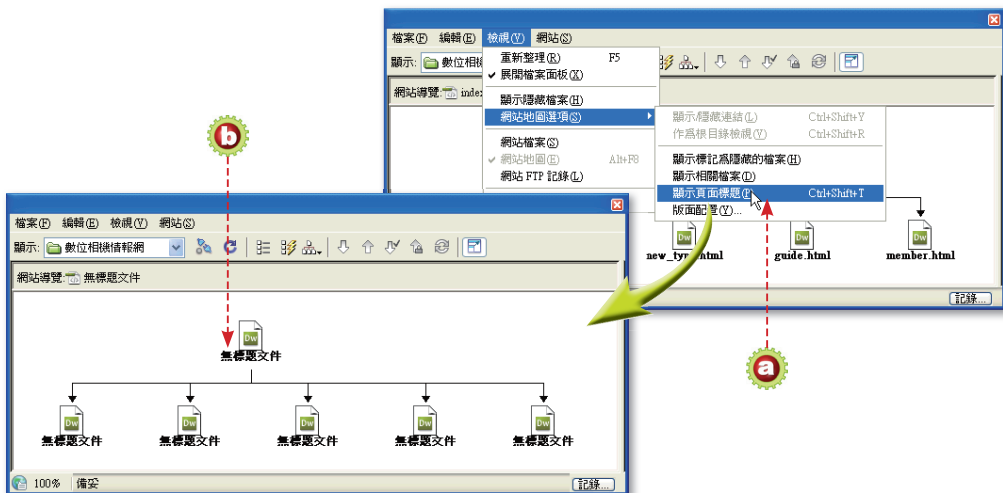 檔案(F) 編輯(E) 檢視(V) 網站(S)
顯示: 數位相機
網站導覽: index
重新整理(R) F5
✓ 展開檔案面板(X)
顯示隱藏檔案(H)
網站地圖選項(S)
網站檔案(S)
✓ 網站地圖(E) Alt+F8
網站 FTP 記錄(L)
顯示/隱藏連結(L) Ctrl+Shift+Y
作為根目錄檢視(V) Ctrl+Shift+R
顯示標記為隱藏的檔案(H)
顯示相關檔案(D)
顯示頁面標題(P) Ctrl+Shift+T
版面配置(Y)...
new_type.html guide.html member.html
記錄...
a
b
檔案(F) 編輯(E) 檢視(V) 網站(S)
顯示: 數位相機情報網
網站導覽: 無標題文件
Dw
無標題文件
Dw Dw Dw Dw Dw
無標題文件 無標題文件 無標題文件 無標題文件 無標題文件
100% 備妥 記錄...